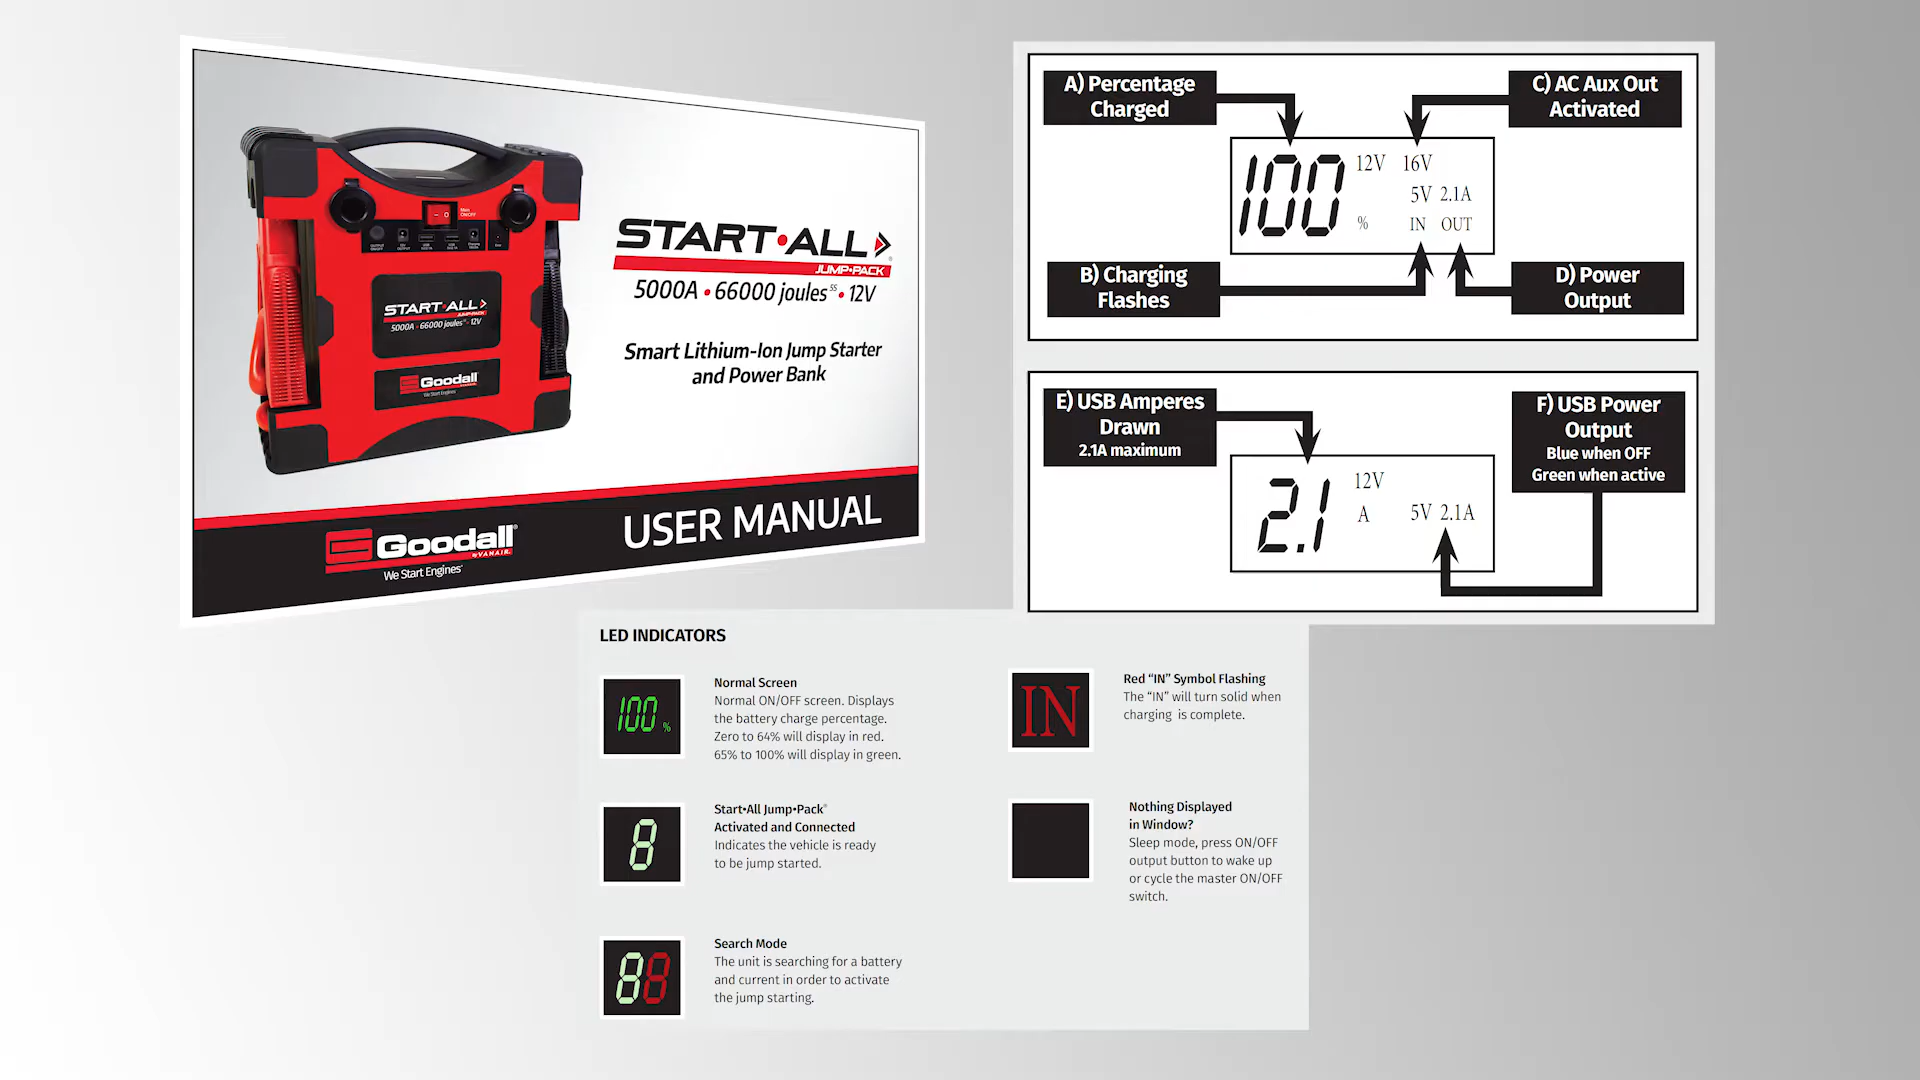 START•ALL
JUMP•PACK
5000A • 66000 joules⁵⁵ • 12V
Smart Lithium-Ion Jump Starter
and Power Bank
START•ALL
JUMP•PACK
5000A • 66000 joules • 12V
Goodall
We Start Engines
Goodall®
by VANAIR.
We Start Engines
USER MANUAL
A) Percentage
Charged
C) AC Aux Out
Activated
100 12V 16V
5V 2.1A
% IN OUT
B) Charging
Flashes
D) Power
Output
E) USB Amperes
Drawn
2.1A maximum
F) USB Power
Output
Blue when OFF
Green when active
2.1 12V
A 5V 2.1A
LED INDICATORS
100 %
Normal Screen
Normal ON/OFF screen. Displays
the battery charge percentage.
Zero to 64% will display in red.
65% to 100% will display in green.
8
Start•All Jump•Pack®
Activated and Connected
Indicates the vehicle is ready
to be jump started.
88
Search Mode
The unit is searching for a battery
and current in order to activate
the jump starting.
IN
Red “IN” Symbol Flashing
The “IN” will turn solid when
charging is complete.
Nothing Displayed
in Window?
Sleep mode, press ON/OFF
output button to wake up
or cycle the master ON/OFF
switch.